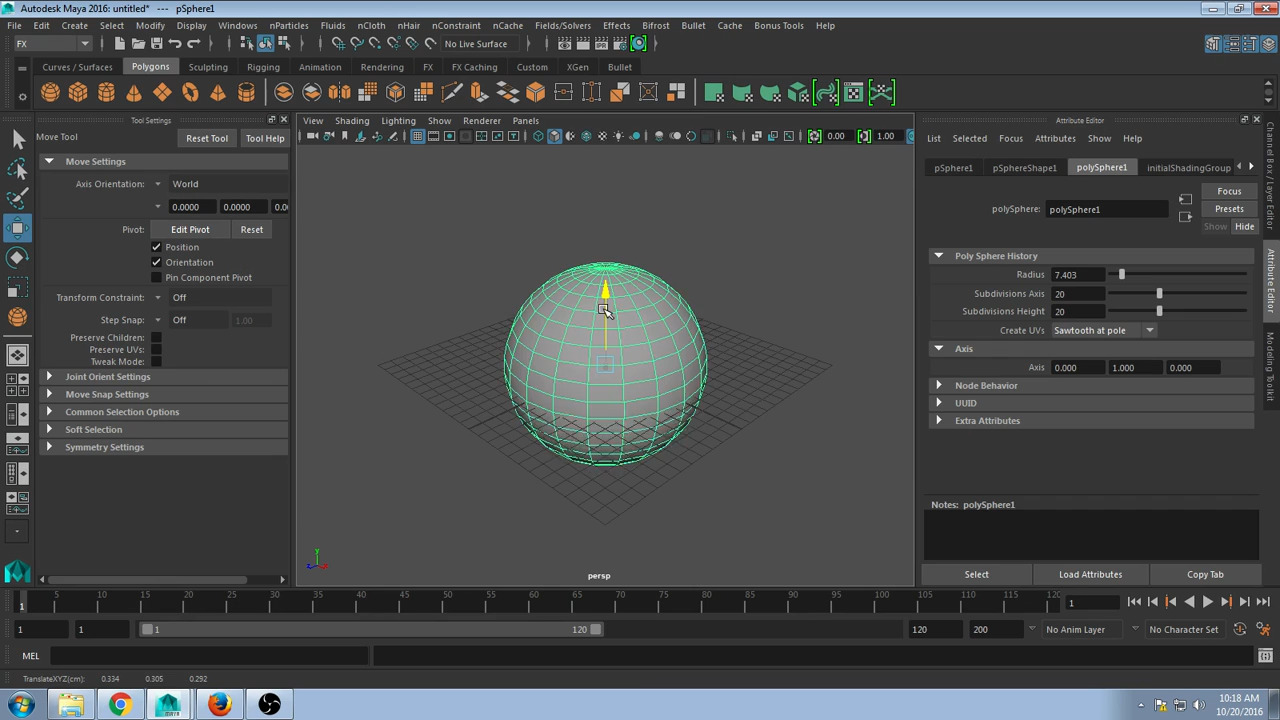 Autodesk Maya 2016: untitled* --- pSphere1
File Edit Create Select Modify Display Windows nParticles Fluids nCloth nHair nConstraint nCache Fields/Solvers Effects Bifrost Bullet Cache Bonus Tools Help
FX No Live Surface
Curves / Surfaces Polygons Sculpting Rigging Animation Rendering FX FX Caching Custom XGen Bullet
Tool Settings
Move Tool Reset Tool Tool Help
Move Settings
Axis Orientation: World
0.0000 0.0000 0.0
Pivot: Edit Pivot Reset
Position
Orientation
Pin Component Pivot
Transform Constraint: Off
Step Snap: Off 1.00
Preserve Children:
Preserve UVs:
Tweak Mode:
Joint Orient Settings
Move Snap Settings
Common Selection Options
Soft Selection
Symmetry Settings
View Shading Lighting Show Renderer Panels
0.00 1.00
y
persp
Attribute Editor
List Selected Focus Attributes Show Help
pSphere1 pSphereShape1 polySphere1 initialShadingGroup
Focus
polySphere: polySphere1 Presets
Show Hide
Poly Sphere History
Radius 7.403
Subdivisions Axis 20
Subdivisions Height 20
Create UVs Sawtooth at pole
Axis
Axis 0.000 1.000 0.000
Node Behavior
UUID
Extra Attributes
Notes: polySphere1
Select Load Attributes Copy Tab
Channel Box / Layer Editor
Attribute Editor
Modeling Toolkit
1 5 10 15 20 25 30 35 40 45 50 55 60 65 70 75 80 85 90 95 100 105 110 115 120 1
1 1 1 120 120 200 No Anim Layer No Character Set
MEL
TranslateXYZ(cm): 0.334 0.305 0.292
10:18 AM
10/20/2016